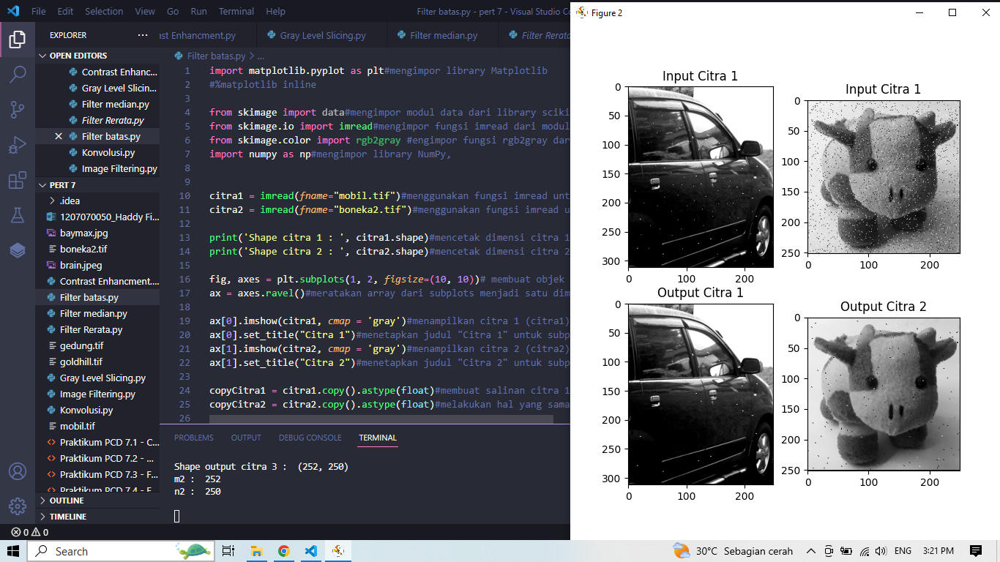 File Edit Selection View Go Run Terminal Help
Filter batas.py - pert 7 - Visual Studio Co
Figure 2
EXPLORER
OPEN EDITORS
Contrast Enhanc...
Gray Level Slicin...
Filter median.py
Filter Rerata.py
Filter batas.py
Konvolusi.py
Image Filtering.py
PERT 7
.idea
1207070050_Haddy Fi...
baymax.jpg
boneka2.tif
brain.jpeg
Contrast Enhancment....
Filter batas.py
Filter median.py
Filter Rerata.py
gedung.tif
goldhill.tif
Gray Level Slicing.py
Image Filtering.py
Konvolusi.py
mobil.tif
Praktikum PCD 7.1 - C...
Praktikum PCD 7.2 - ...
Praktikum PCD 7.3 - F...
Praktikum PCD 7.4 - F
OUTLINE
TIMELINE
ast Enhancment.py Gray Level Slicing.py Filter median.py Filter Rerata
Filter batas.py > ...
1 import matplotlib.pyplot as plt#mengimpor library Matplotlib
2 #%matplotlib inline
3
4 from skimage import data#mengimpor modul data dari library sciki
5 from skimage.io import imread#mengimpor fungsi imread dari modul
6 from skimage.color import rgb2gray #engimpor fungsi rgb2gray dar
7 import numpy as np#mengimpor library NumPy,
8
9
10 citra1 = imread(fname="mobil.tif")#menggunakan fungsi imread unt
11 citra2 = imread(fname="boneka2.tif")#menggunakan fungsi imread u
12
13 print('Shape citra 1 : ', citra1.shape)#mencetak dimensi citra 1
14 print('Shape citra 2 : ', citra2.shape)#mencetak dimensi citra 2
15
16 fig, axes = plt.subplots(1, 2, figsize=(10, 10))# membuat objek
17 ax = axes.ravel()#meratakan array dari subplots menjadi satu dim
18
19 ax[0].imshow(citra1, cmap = 'gray')#menampilkan citra 1 (citra1)
20 ax[0].set_title("Citra 1")#menetapkan judul "Citra 1" untuk subp
21 ax[1].imshow(citra2, cmap = 'gray')#menampilkan citra 2 (citra2)
22 ax[1].set_title("Citra 2")#menetapkan judul "Citra 2" untuk subp
23
24 copyCitra1 = citra1.copy().astype(float)#membuat salinan citra 1
25 copyCitra2 = citra2.copy().astype(float)#melakukan hal yang sama
26
PROBLEMS OUTPUT DEBUG CONSOLE TERMINAL
Shape output citra 3 :  (252, 250)
m2 :  252
n2 :  250
0 0
Input Citra 1
0
50
100
150
200
250
300
0 100 200
Input Citra 1
0
50
100
150
200
250
0 100 200
Output Citra 1
0
50
100
150
200
250
300
0 100 200
Output Citra 2
0
50
100
150
200
250
0 100 200
Search
30°C Sebagian cerah
ENG
3:21 PM